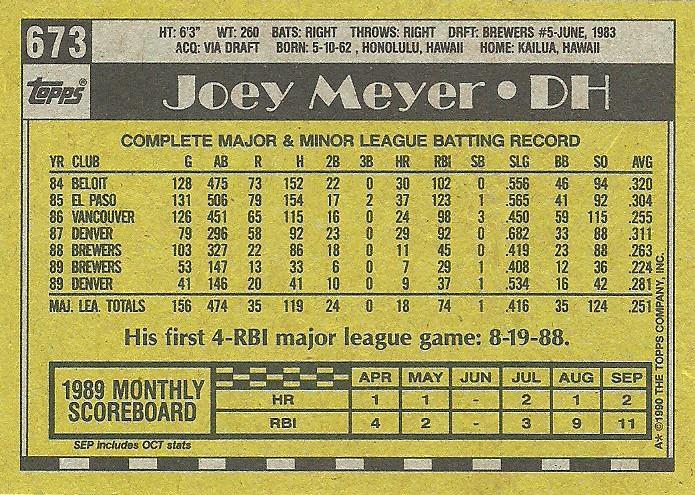 673
HT: 6'3" WT: 260 BATS: RIGHT THROWS: RIGHT DRFT: BREWERS #5-JUNE, 1983
ACQ: VIA DRAFT BORN: 5-10-62, HONOLULU, HAWAII HOME: KAILUA, HAWAII
TOPPS®
JOEY MEYER • DH
COMPLETE MAJOR & MINOR LEAGUE BATTING RECORD
YR CLUB G AB R H 2B 3B HR RBI SB SLG BB SO AVG
84 BELOIT 128 475 73 152 22 0 30 102 0 .556 46 94 .320
85 EL PASO 131 506 79 154 17 2 37 123 1 .565 41 92 .304
86 VANCOUVER 126 451 65 115 16 0 24 98 3 .450 59 115 .255
87 DENVER 79 296 58 92 23 0 29 92 0 .682 33 88 .311
88 BREWERS 103 327 22 86 18 0 11 45 0 .419 23 88 .263
89 BREWERS 53 147 13 33 6 0 7 29 1 .408 12 36 .224
89 DENVER 41 146 20 41 10 0 9 37 1 .534 16 42 .281
MAJ. LEA. TOTALS 156 474 35 119 24 0 18 74 1 .416 35 124 .251
His first 4-RBI major league game: 8-19-88.
1989 MONTHLY
SCOREBOARD
APR MAY JUN JUL AUG SEP
HR 1 1 - 2 1 2
RBI 4 2 - 3 9 11
SEP includes OCT stats
A* ©1990 THE TOPPS COMPANY, INC.